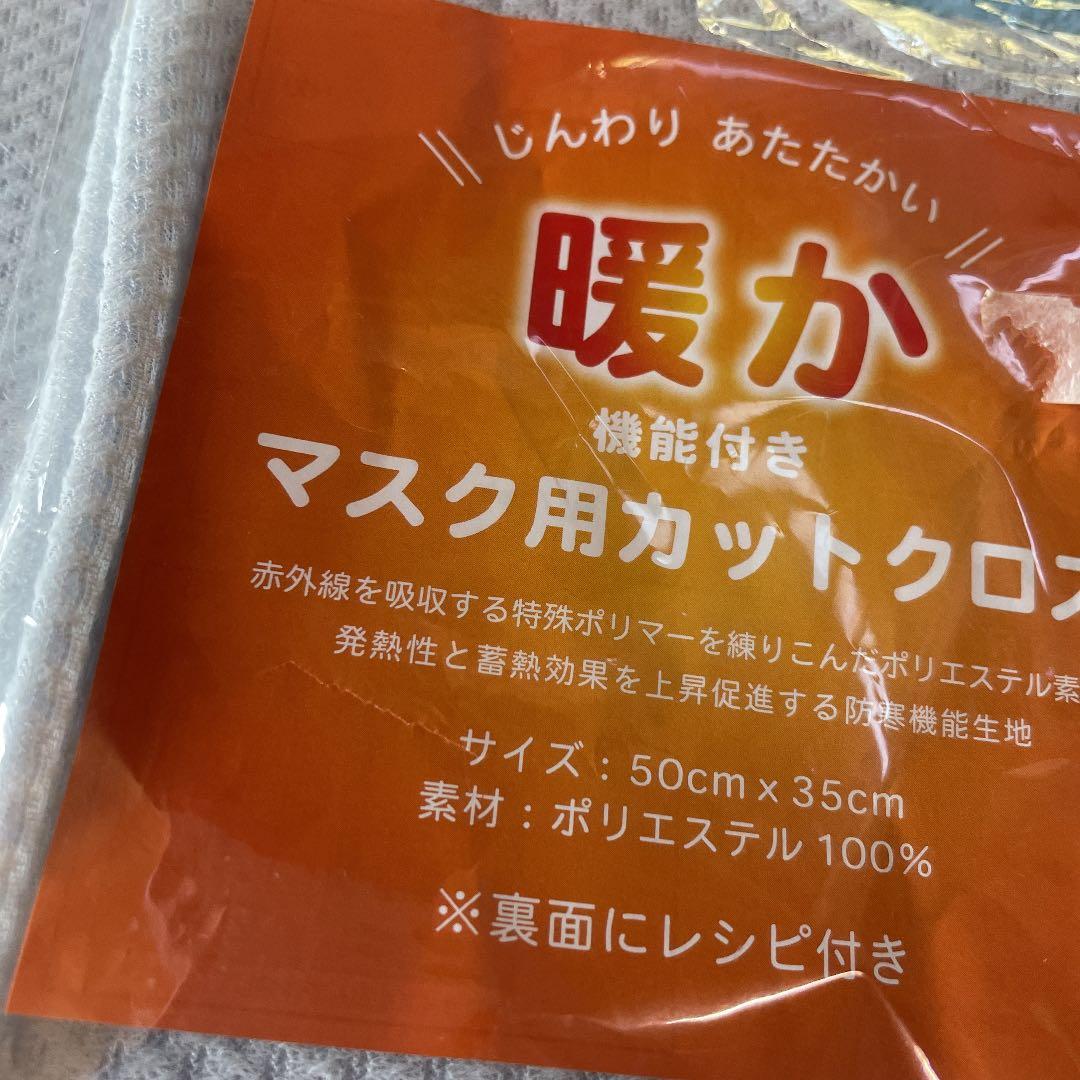 じんわり あたたかい
暖か
機能付き
マスク用カットクロス
赤外線を吸収する特殊ポリマーを練りこんだポリエステル素
発熱性と蓄熱効果を上昇促進する防寒機能生地
サイズ：50cm x 35cm
素材：ポリエステル 100%
※裏面にレシピ付き